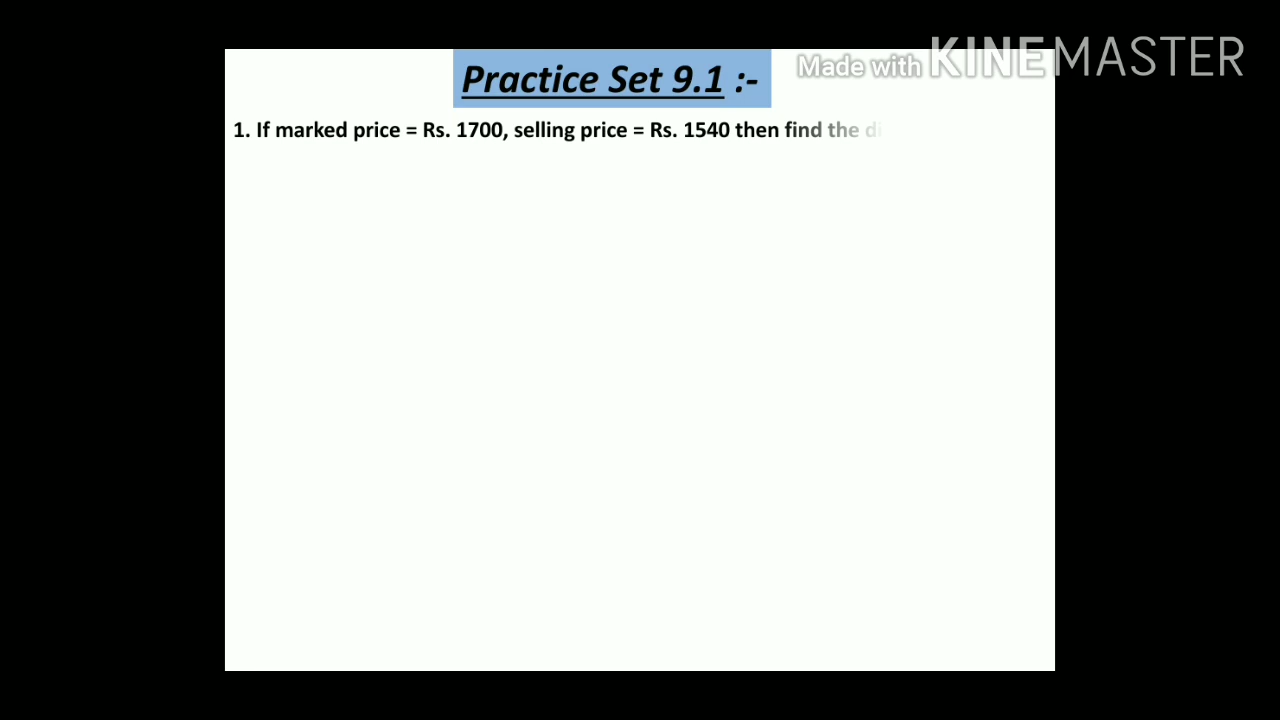 Made with KINEMASTER
Practice Set 9.1 :-
1. If marked price = Rs. 1700, selling price = Rs. 1540 then find the di